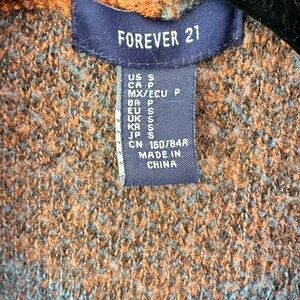 FOREVER 21
US S
CA P
MX/ECU P
BR P
EU S
UK S
KR S
JP S
CN 160/84A
MADE IN
CHINA